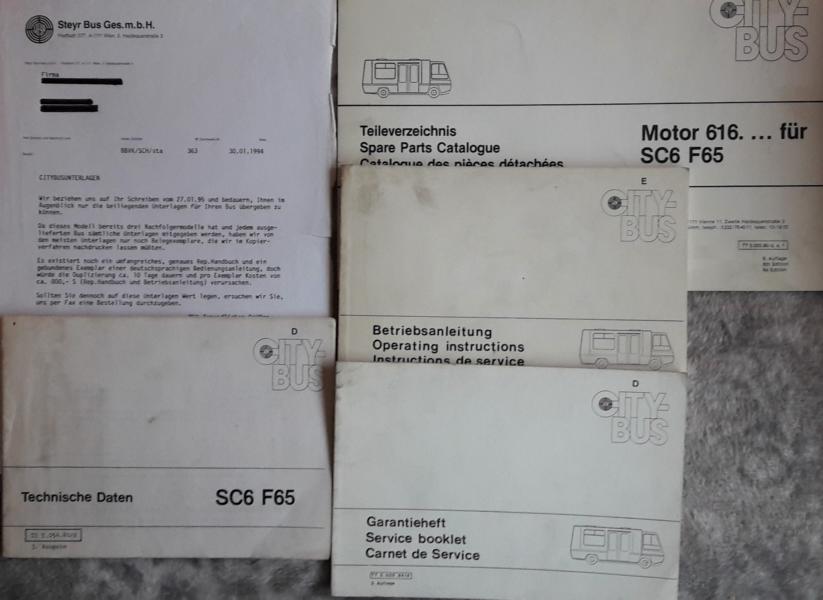 Steyr Bus Ges.m.b.H.
Firma
BBVK/SCH/sta 363 30.01.1994
CITYBUSUNTERLAGEN
Wir beziehen uns auf Ihr Schreiben vom 27.01.95 und bedauern, Ihnen im
Augenblick nur die beiliegenden Unterlagen für Ihren Bus übergeben zu
können.
Da dieses Modell bereits drei Nachfolgermodelle hat und jedem ausge-
lieferten Bus sämtliche Unterlagen mitgegeben werden, haben wir von
den meisten Unterlagen nur noch Belegexemplare, die wir im Kopier-
verfahren nachdrucken lassen müßten.
Es existiert noch ein umfangreiches, genaues Rep.Handbuch und ein
gebundenes Exemplar einer deutschsprachigen Bedienungsanleitung, doch
würde die Duplizierung ca. 10 Tage dauern und pro Exemplar Kosten von
ca. 800,- S (Rep.Handbuch und Betriebsanleitung) verursachen.
Sollten Sie dennoch auf diese Unterlagen Wert legen, ersuchen wir Sie,
uns per Fax eine Bestellung durchzugeben.
CITY-
BUS
Teileverzeichnis
Spare Parts Catalogue
Catalogue des pièces détachées
Motor 616. ... für
SC6 F65
E
CITY-
BUS
Betriebsanleitung
Operating instructions
Instructions de service
D
CITY-
BUS
Technische Daten
SC6 F65
D
CITY-
BUS
Garantieheft
Service booklet
Carnet de Service